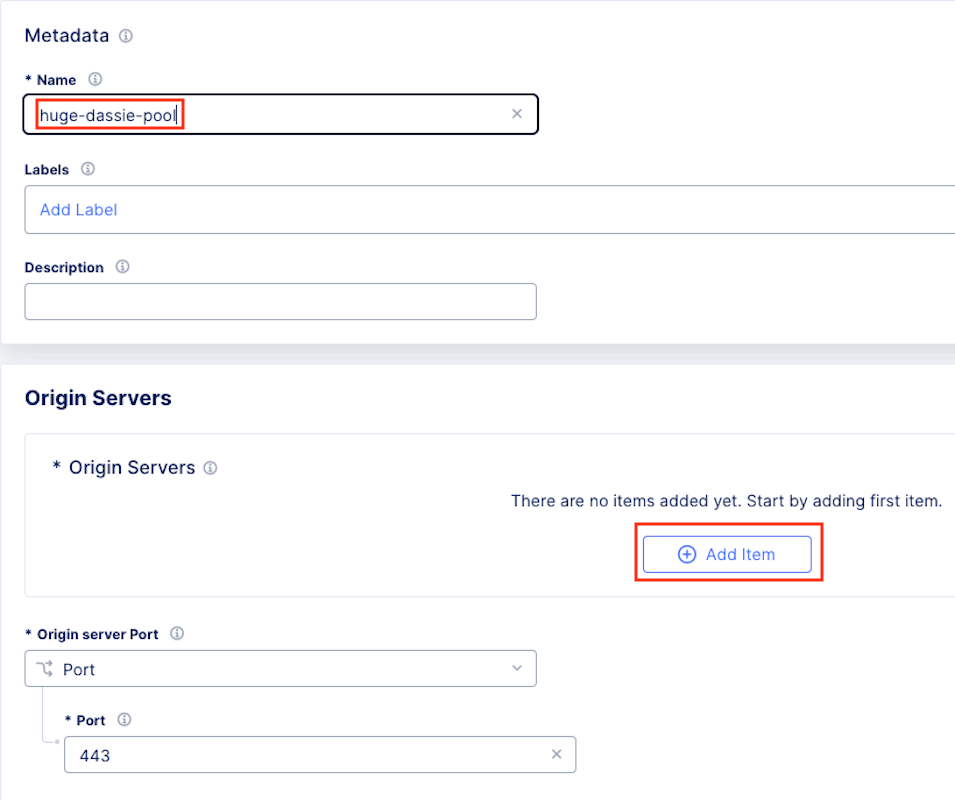 Metadata
* Name
huge-dassie-pool
Labels
Add Label
Description
Origin Servers
* Origin Servers
There are no items added yet. Start by adding first item.
Add Item
* Origin server Port
Port
* Port
443